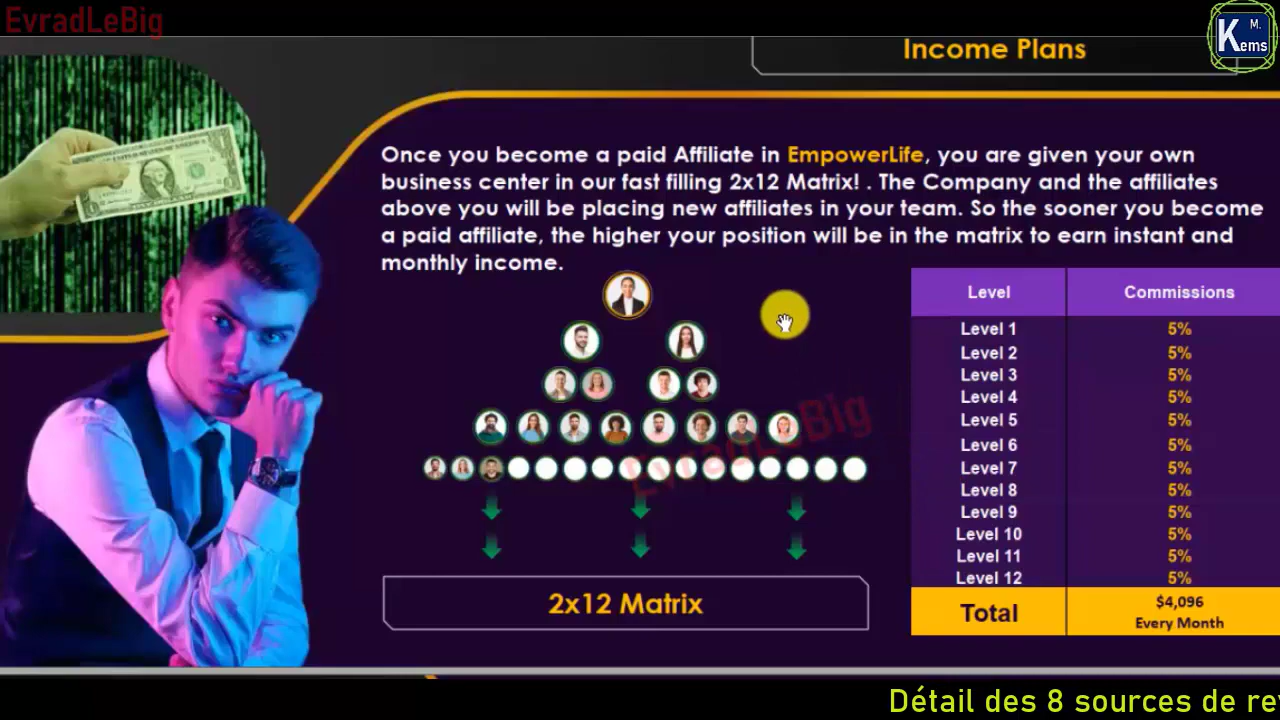 EvradLeBig
M.
Kems
Income Plans
Once you become a paid Affiliate in EmpowerLife, you are given your own
business center in our fast filling 2x12 Matrix! . The Company and the affiliates
above you will be placing new affiliates in your team. So the sooner you become
a paid affiliate, the higher your position will be in the matrix to earn instant and
monthly income.
Level Commissions
Level 1 5%
Level 2 5%
Level 3 5%
Level 4 5%
Level 5 5%
Level 6 5%
Level 7 5%
Level 8 5%
Level 9 5%
Level 10 5%
Level 11 5%
Level 12 5%
Total $4,096
Every Month
EvradLeBig
2x12 Matrix
Détail des 8 sources de re